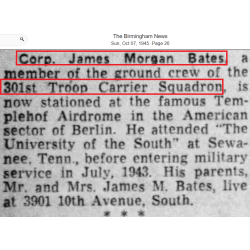 The Birmingham News
Sun, Oct 07, 1945 · Page 26
Corp. James Morgan Bates, a
member of the ground crew of the
301st Troop Carrier Squadron, is
now stationed at the famous Tem-
plehof Airdrome in the American
sector of Berlin. He attended "The
University of the South" at Sewa-
nee, Tenn., before entering military
service in July, 1943. His parents,
Mr. and Mrs. James M. Bates, live
at 3901 10th Avenue, South.
* * *